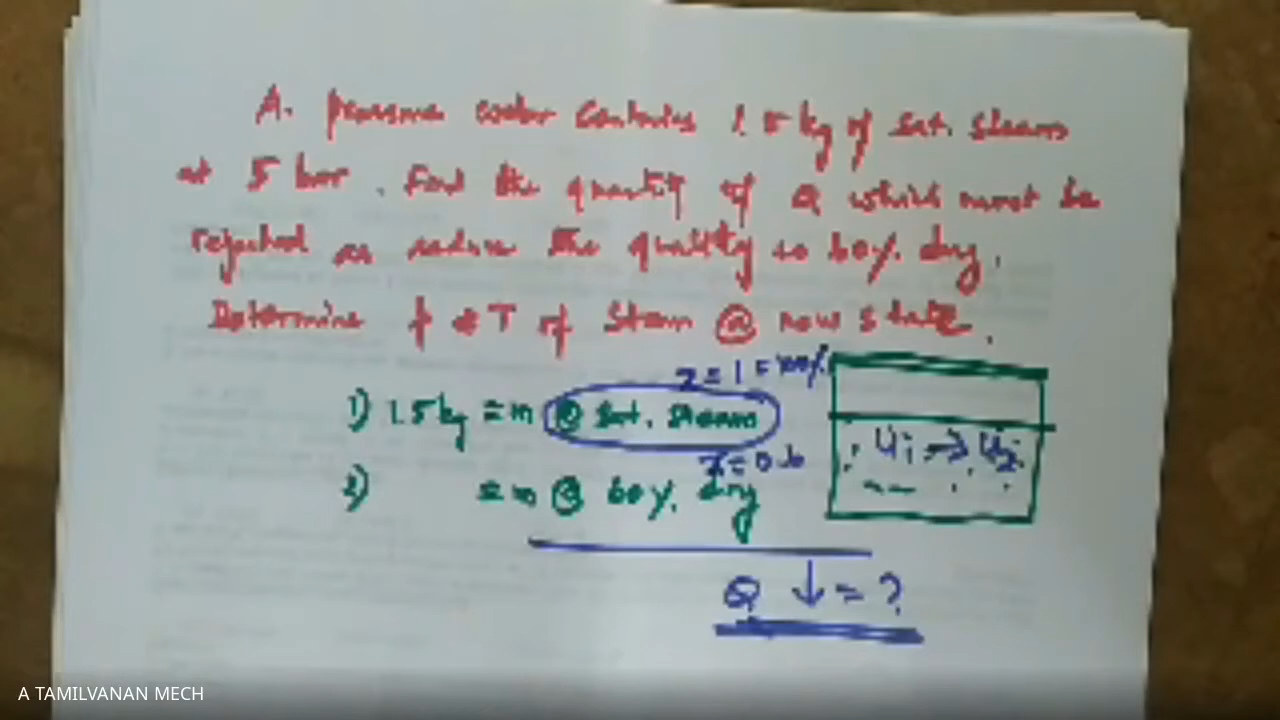 A. pressure cooker contains 1.5 kg of sat. steam
at 5 bar. Find the quantity of Q which must be
rejected so reduce the quality to 60%. dry.
Determine p & T of steam @ new state.
x = 1 = 100%.
1) 1.5 kg = m @ sat. steam
u1 → u2
x = 0.6
2) = m @ 60%. dry
Q ↓ = ?
A TAMILVANAN MECH